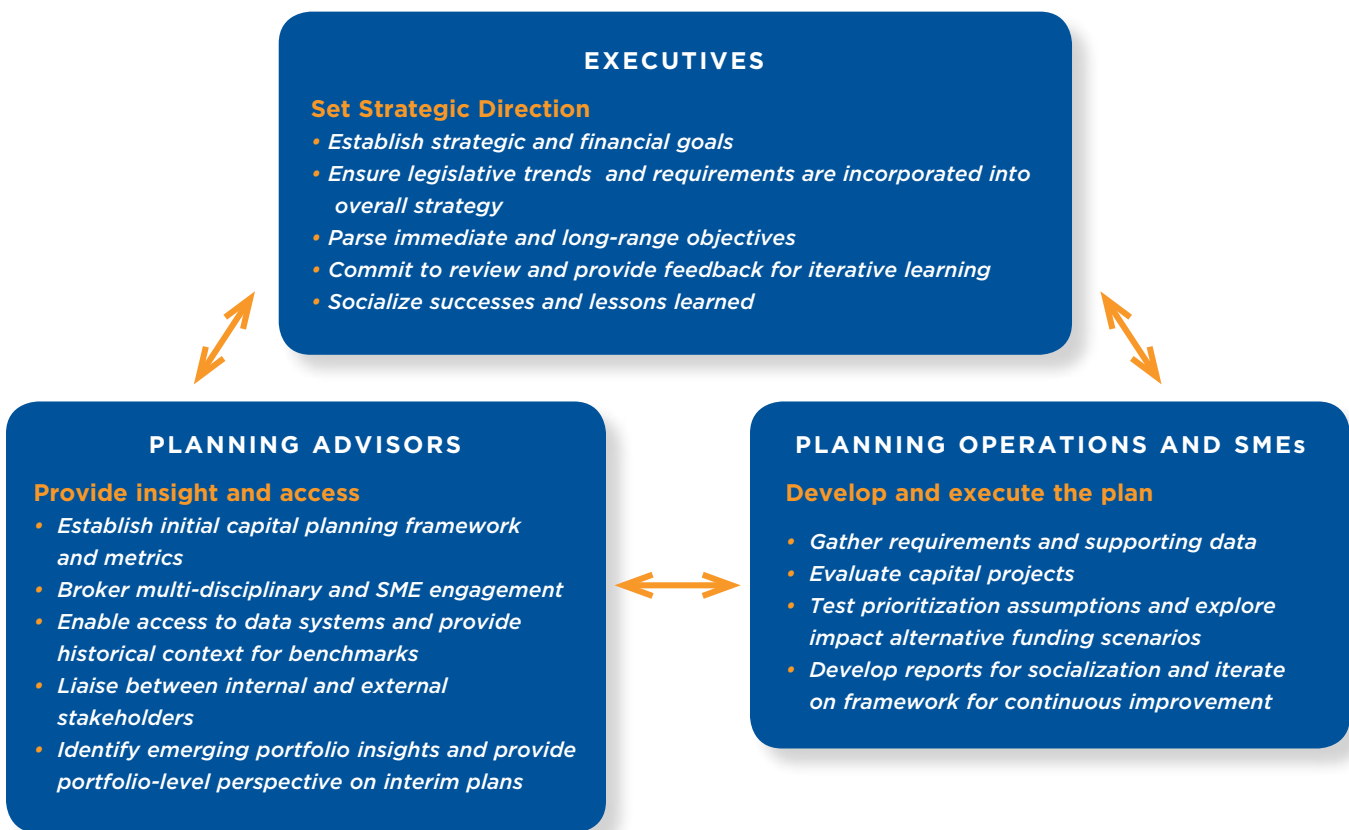 EXECUTIVES
Set Strategic Direction
• Establish strategic and financial goals
• Ensure legislative trends and requirements are incorporated into
overall strategy
• Parse immediate and long-range objectives
• Commit to review and provide feedback for iterative learning
• Socialize successes and lessons learned
PLANNING ADVISORS
Provide insight and access
• Establish initial capital planning framework
and metrics
• Broker multi-disciplinary and SME engagement
• Enable access to data systems and provide
historical context for benchmarks
• Liaise between internal and external
stakeholders
• Identify emerging portfolio insights and provide
portfolio-level perspective on interim plans
PLANNING OPERATIONS AND SMEs
Develop and execute the plan
• Gather requirements and supporting data
• Evaluate capital projects
• Test prioritization assumptions and explore
impact alternative funding scenarios
• Develop reports for socialization and iterate
on framework for continuous improvement